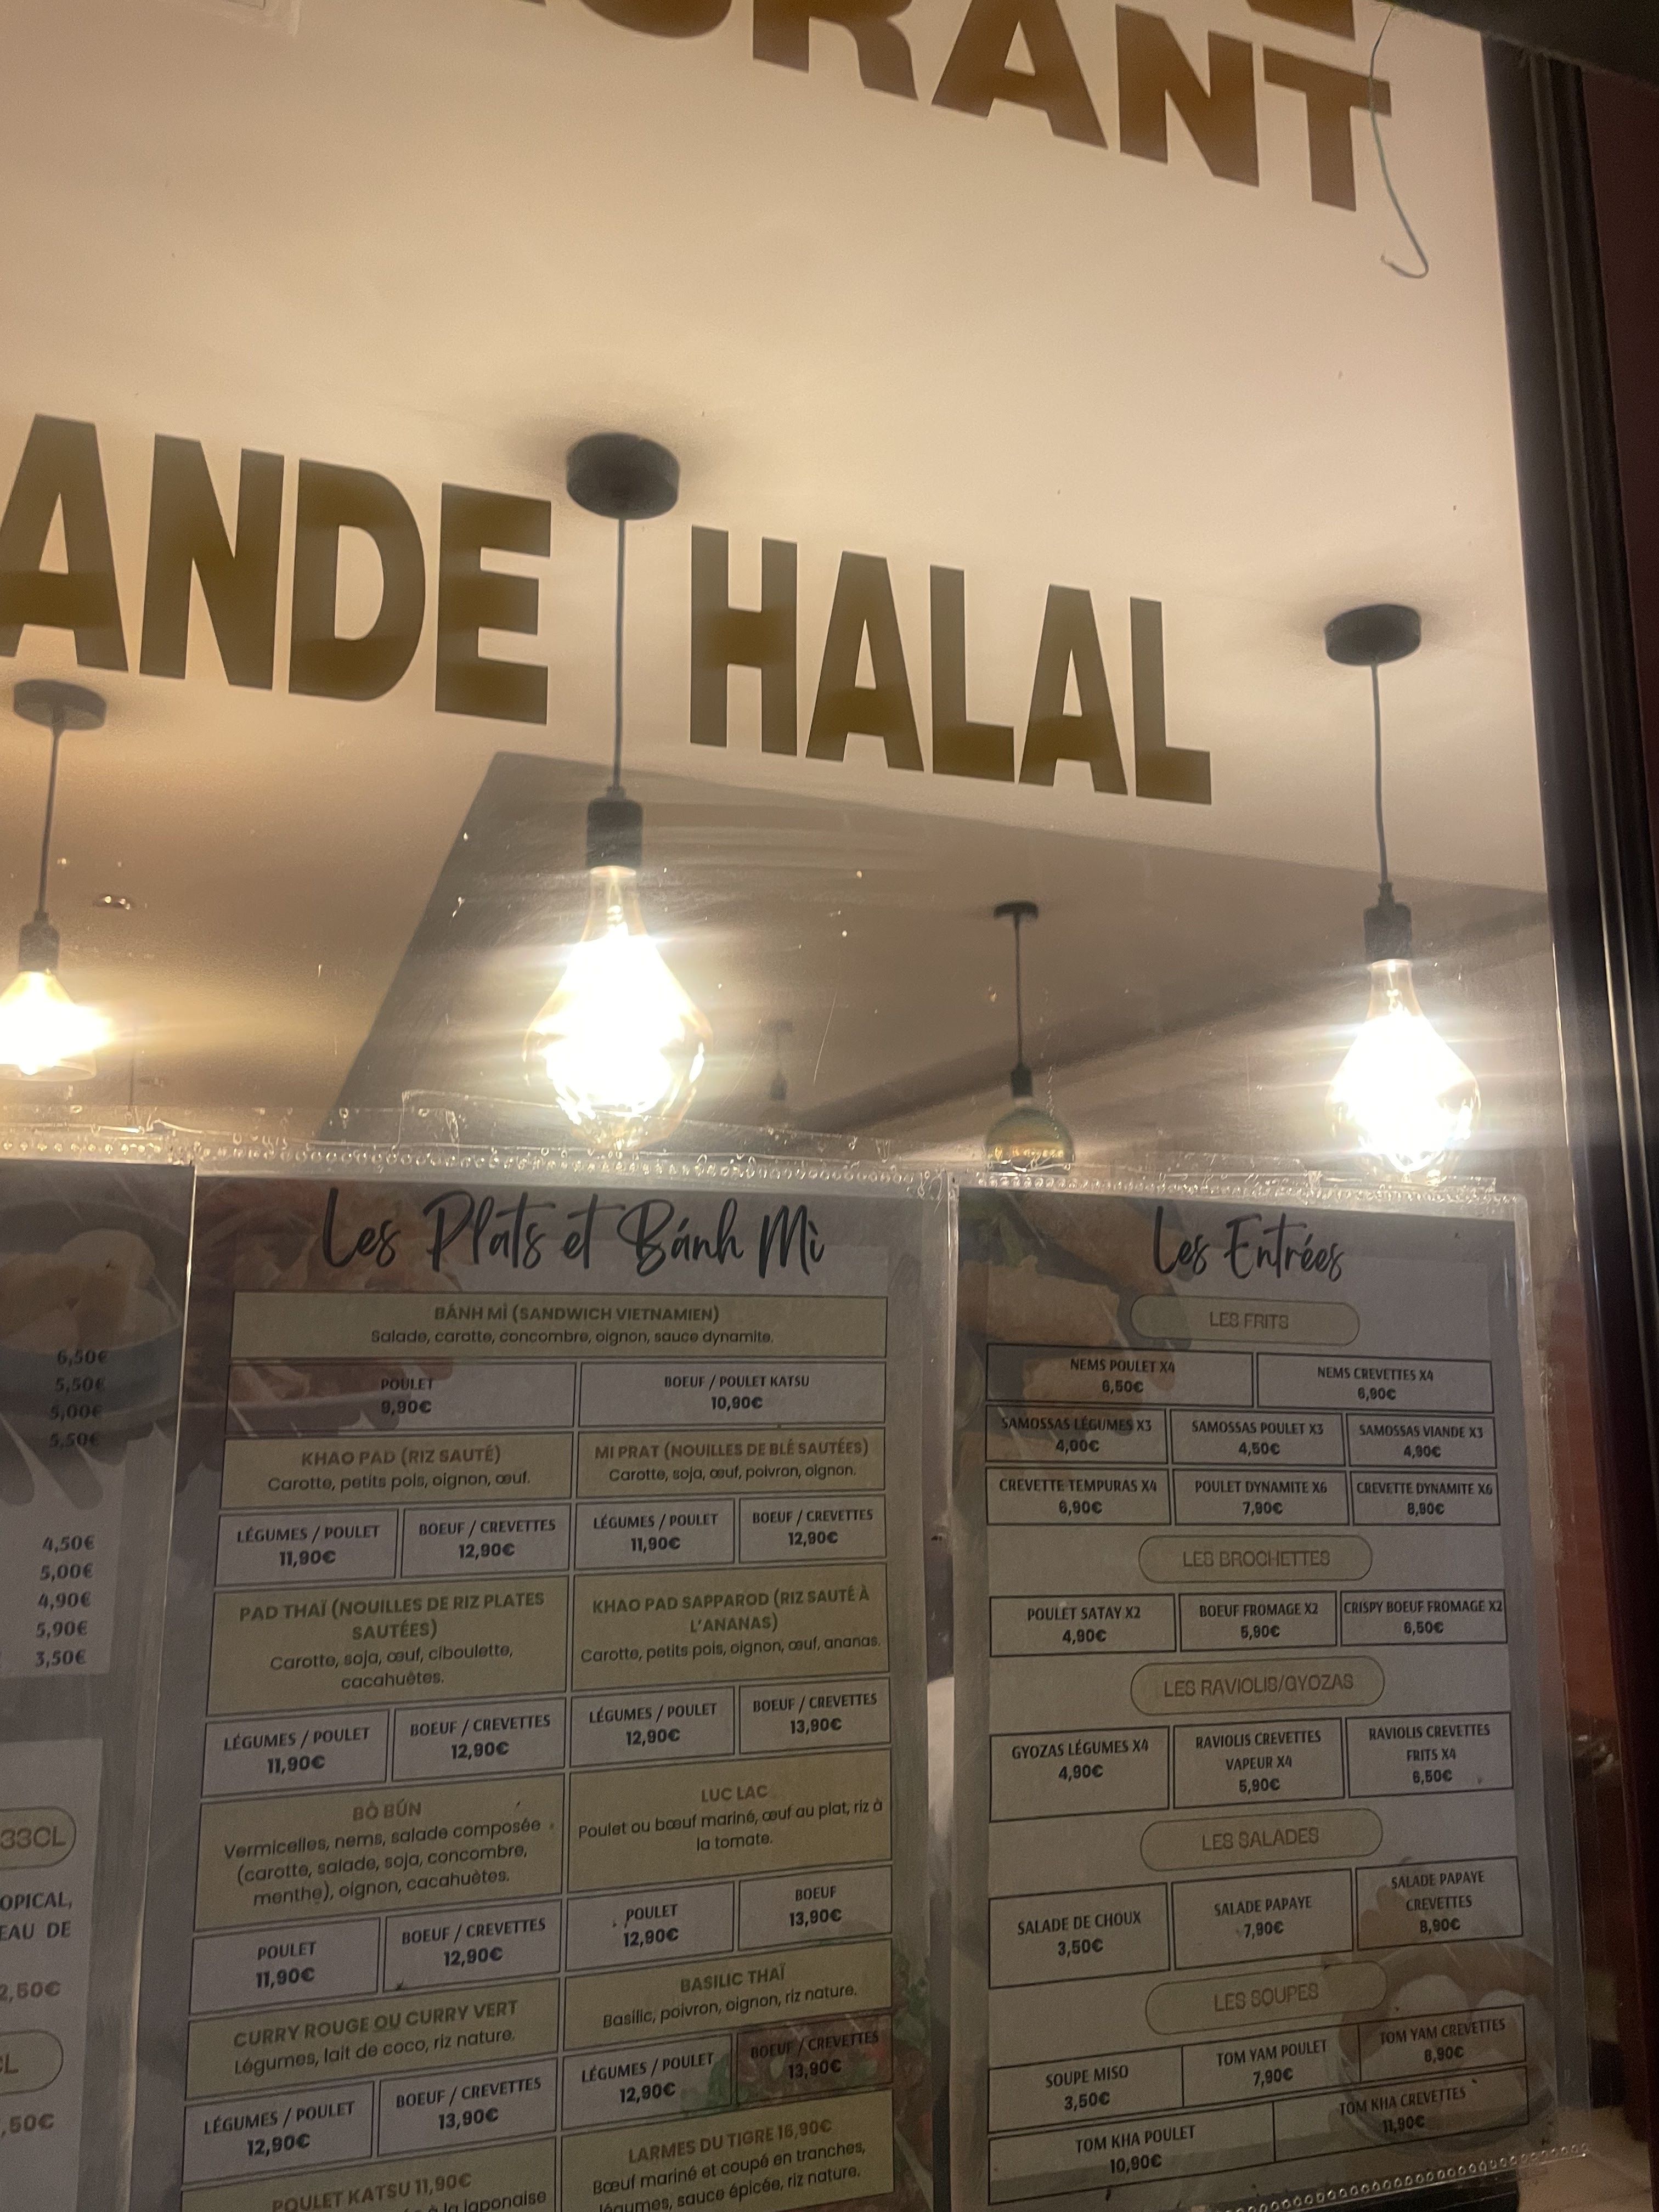 ANDE HALAL
6,50€
5,50€
5,00€
5,50€
4,50€
5,00€
4,90€
5,90€
3,50€
33CL
OPICAL,
EAU DE
2,50€
,50€
Les Plats et Bánh Mì
BÁNH MÌ (SANDWICH VIETNAMIEN)
Salade, carotte, concombre, oignon, sauce dynamite.
POULET
9,90€
BOEUF / POULET KATSU
10,90€
KHAO PAD (RIZ SAUTÉ)
Carotte, petits pois, oignon, œuf.
MI PRAT (NOUILLES DE BLÉ SAUTÉES)
Carotte, soja, œuf, poivron, oignon.
LÉGUMES / POULET
11,90€
BOEUF / CREVETTES
12,90€
LÉGUMES / POULET
11,90€
BOEUF / CREVETTES
12,90€
PAD THAÏ (NOUILLES DE RIZ PLATES
SAUTÉES)
Carotte, soja, œuf, ciboulette,
cacahuètes.
KHAO PAD SAPPAROD (RIZ SAUTÉ À
L'ANANAS)
Carotte, petits pois, oignon, œuf, ananas.
LÉGUMES / POULET
11,90€
BOEUF / CREVETTES
12,90€
LÉGUMES / POULET
12,90€
BOEUF / CREVETTES
13,90€
BÒ BÚN
Vermicelles, nems, salade composée
(carotte, salade, soja, concombre,
menthe), oignon, cacahuètes.
LUC LAC
Poulet ou bœuf mariné, œuf au plat, riz à
la tomate.
POULET
11,90€
BOEUF / CREVETTES
12,90€
POULET
12,90€
BOEUF
13,90€
CURRY ROUGE OU CURRY VERT
Légumes, lait de coco, riz nature.
BASILIC THAÏ
Basilic, poivron, oignon, riz nature.
LÉGUMES / POULET
12,90€
BOEUF / CREVETTES
13,90€
LÉGUMES / POULET
12,90€
BOEUF / CREVETTES
13,90€
POULET KATSU 11,90€
à la japonaise
LARMES DU TIGRE 16,90€
Bœuf mariné et coupé en tranches,
légumes, sauce épicée, riz nature.
Les Entrées
LES FRITS
NEMS POULET X4
6,50€
NEMS CREVETTES X4
6,90€
SAMOSSAS LÉGUMES X3
4,00€
SAMOSSAS POULET X3
4,50€
SAMOSSAS VIANDE X3
4,90€
CREVETTE TEMPURAS X4
6,90€
POULET DYNAMITE X6
7,90€
CREVETTE DYNAMITE X6
8,90€
LES BROCHETTES
POULET SATAY X2
4,90€
BOEUF FROMAGE X2
5,90€
CRISPY BOEUF FROMAGE X2
6,50€
LES RAVIOLIS/GYOZAS
GYOZAS LÉGUMES X4
4,90€
RAVIOLIS CREVETTES
VAPEUR X4
5,90€
RAVIOLIS CREVETTES
FRITS X4
6,50€
LES SALADES
SALADE DE CHOUX
3,50€
SALADE PAPAYE
7,90€
SALADE PAPAYE
CREVETTES
8,90€
LES SOUPES
SOUPE MISO
3,50€
TOM YAM POULET
7,90€
TOM YAM CREVETTES
8,90€
TOM KHA POULET
10,90€
TOM KHA CREVETTES
11,90€